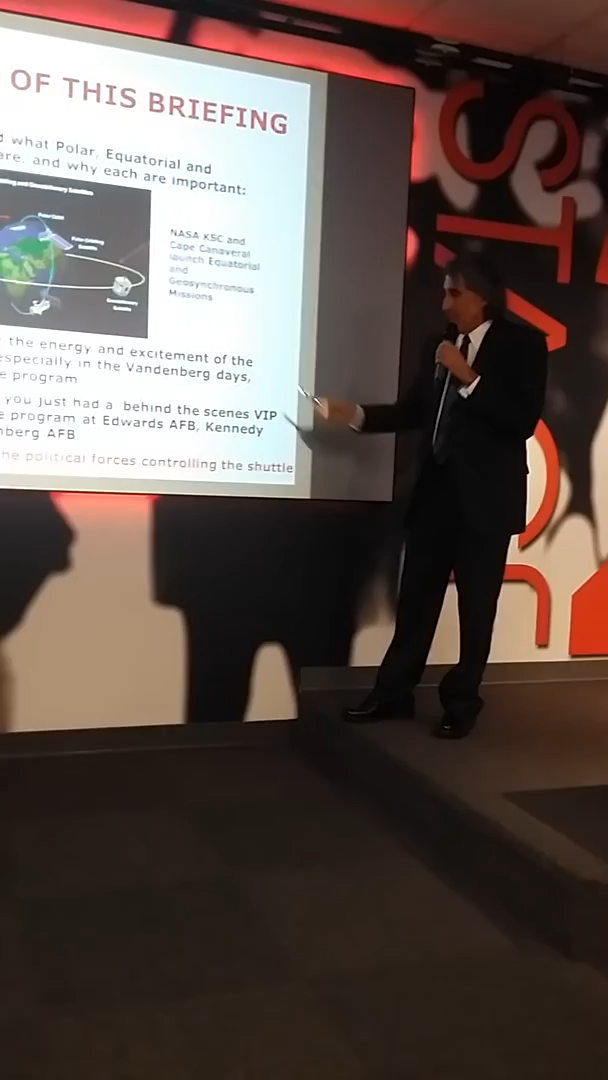 OF THIS BRIEFING
what Polar, Equatorial and
are, and why each are important:
Polar Orbit
NASA KSC and
Cape Canaveral
launch Equatorial
and
Geosynchronous
Missions
the energy and excitement of the
especially in the Vandenberg days,
program
you just had a behind the scenes VIP
program at Edwards AFB, Kennedy
AFB
the political forces controlling the shuttle